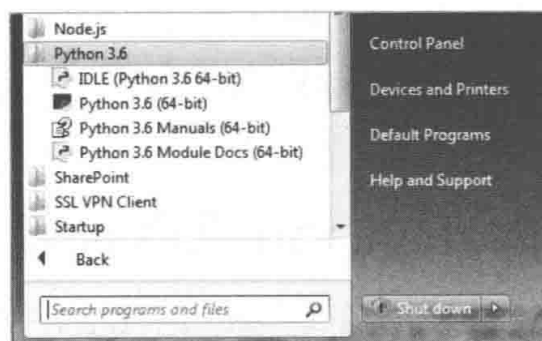 Node.js
Python 3.6
IDLE (Python 3.6 64-bit)
Python 3.6 (64-bit)
Python 3.6 Manuals (64-bit)
Python 3.6 Module Docs (64-bit)
SharePoint
SSL VPN Client
Startup
Back
Search programs and files
Control Panel
Devices and Printers
Default Programs
Help and Support
Shut down